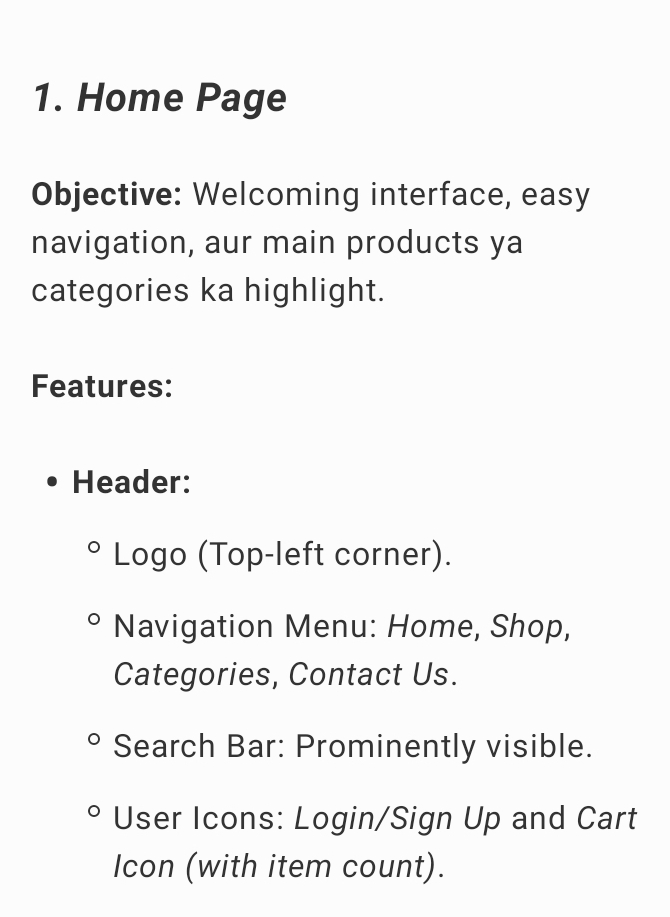 1. Home Page
Objective: Welcoming interface, easy
navigation, aur main products ya
categories ka highlight.
Features:
• Header:
○ Logo (Top-left corner).
○ Navigation Menu: Home, Shop,
Categories, Contact Us.
○ Search Bar: Prominently visible.
○ User Icons: Login/Sign Up and Cart
Icon (with item count).